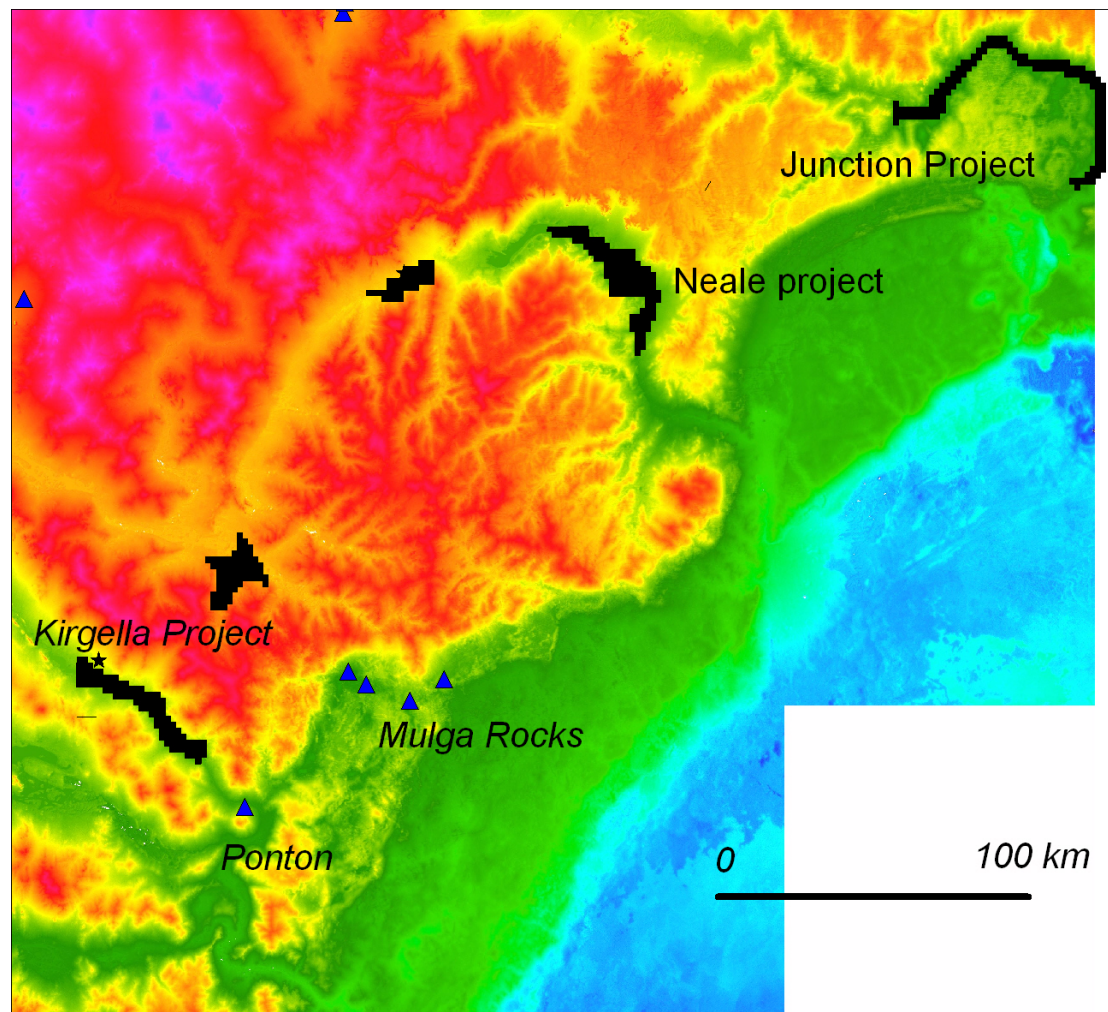 Junction Project
Neale project
Kirgella Project
Mulga Rocks
Ponton
0
100 km